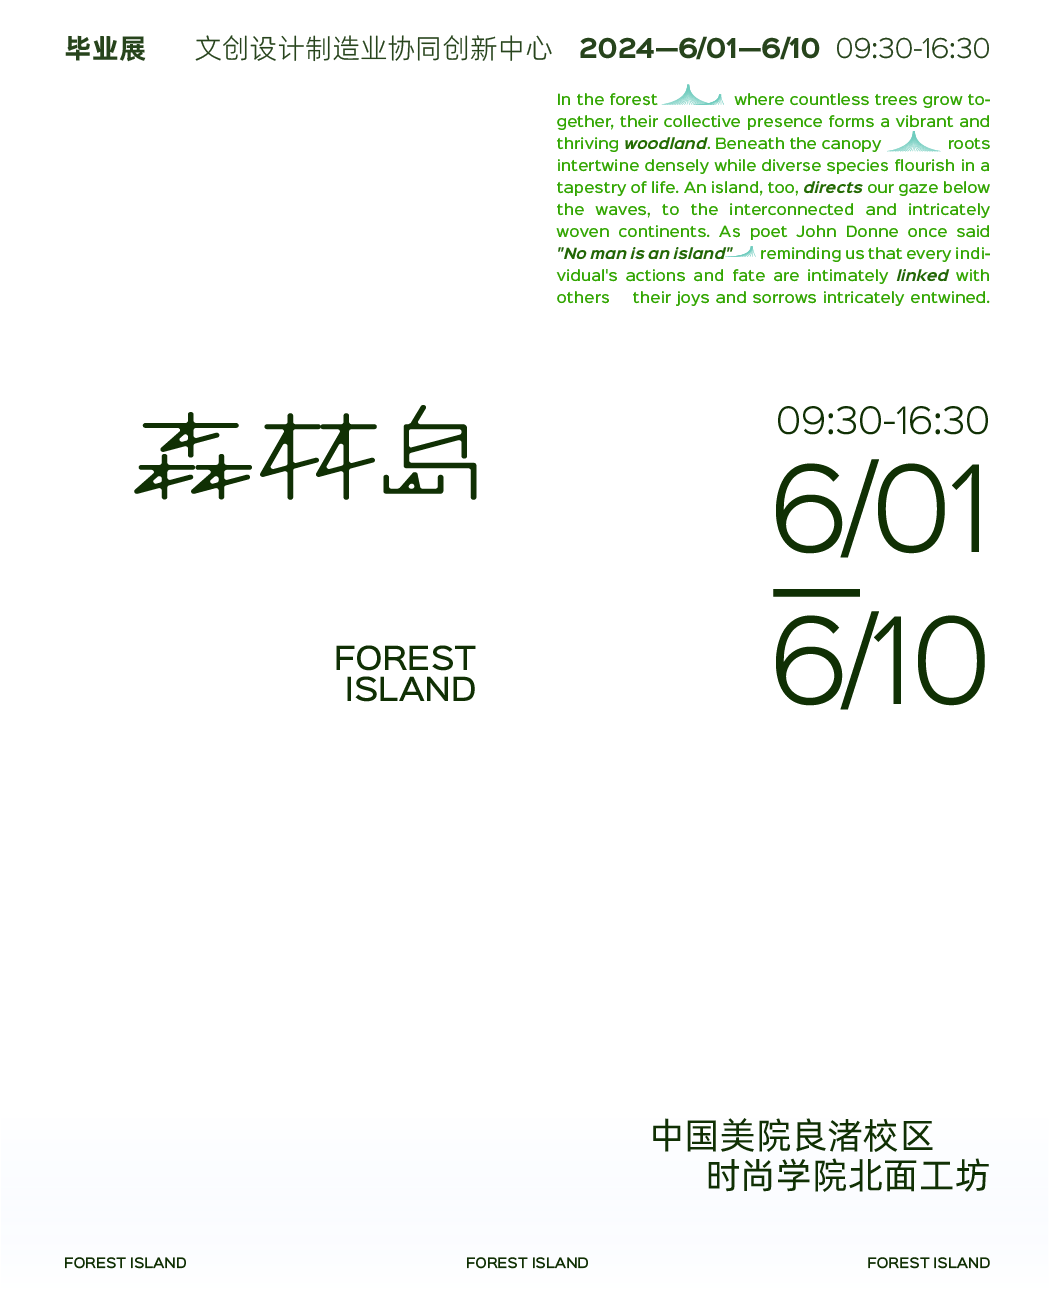 毕业展 文创设计制造业协同创新中心 2024—6/01—6/10 09:30-16:30
In the forest where countless trees grow to-
gether, their collective presence forms a vibrant and
thriving woodland. Beneath the canopy roots
intertwine densely while diverse species flourish in a
tapestry of life. An island, too, directs our gaze below
the waves, to the interconnected and intricately
woven continents. As poet John Donne once said
"No man is an island" reminding us that every indi-
vidual's actions and fate are intimately linked with
others their joys and sorrows intricately entwined.
森林岛
09:30-16:30
6/01
—
6/10
FOREST
ISLAND
中国美院良渚校区
时尚学院北面工坊
FOREST ISLAND FOREST ISLAND FOREST ISLAND